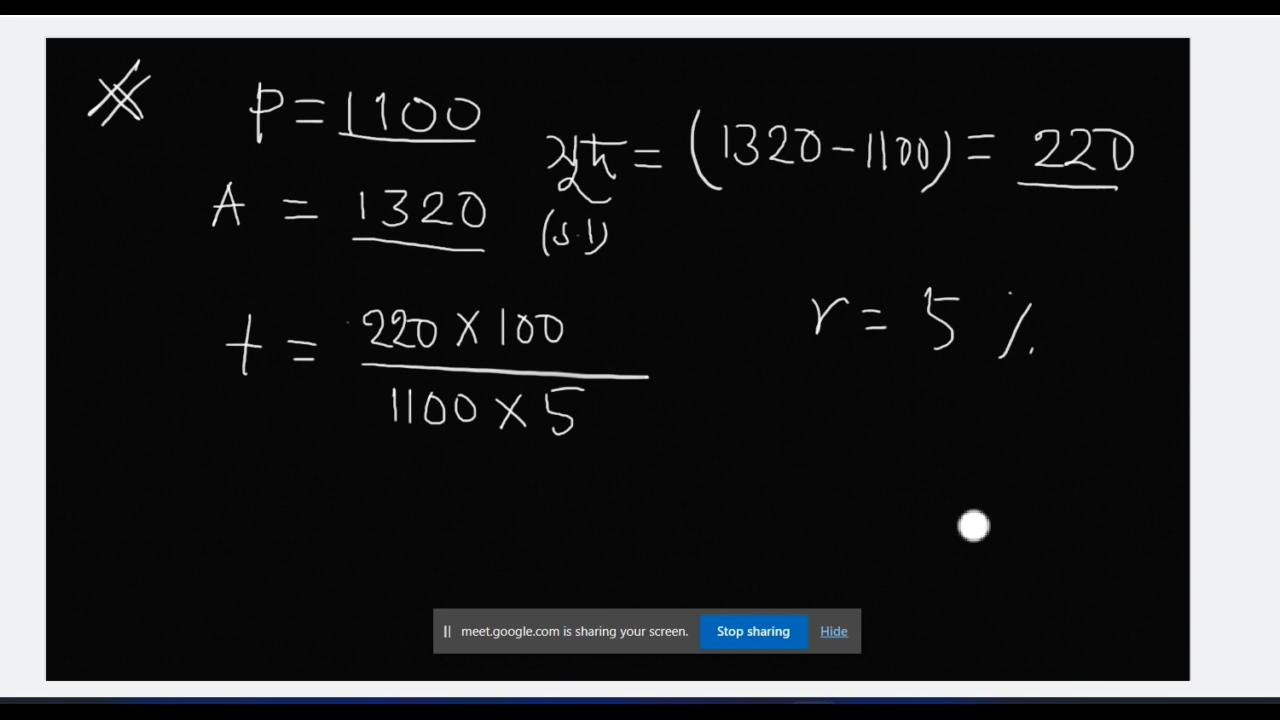 P = 1100
সুদ = (1320 - 1100) = 220
A = 1320
(S.I)
t = 220 × 100
1100 × 5
r = 5 %
meet.google.com is sharing your screen. Stop sharing Hide